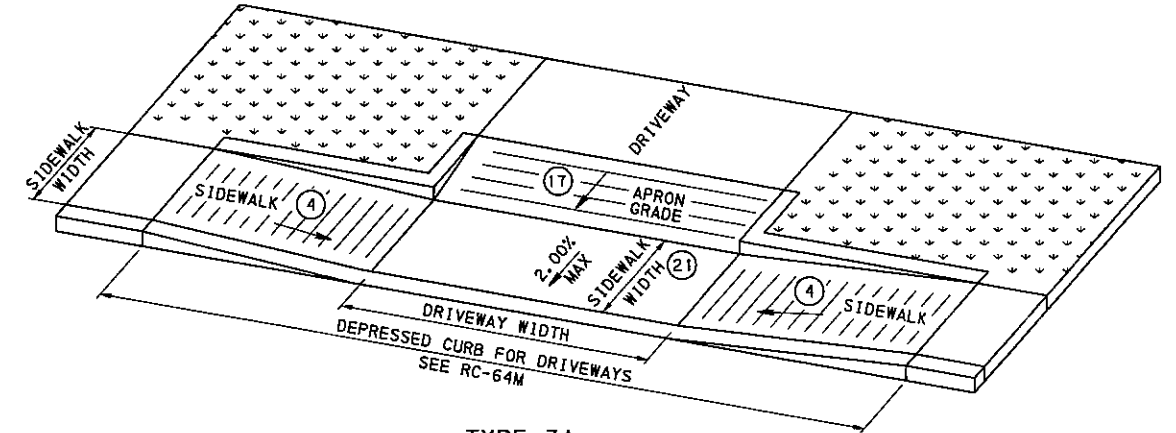 DRIVEWAY
SIDEWALK
WIDTH
17
APRON
GRADE
SIDEWALK
4
2.00%
MAX
SIDEWALK
WIDTH
21
4
SIDEWALK
DRIVEWAY WIDTH
DEPRESSED CURB FOR DRIVEWAYS
SEE RC-64M